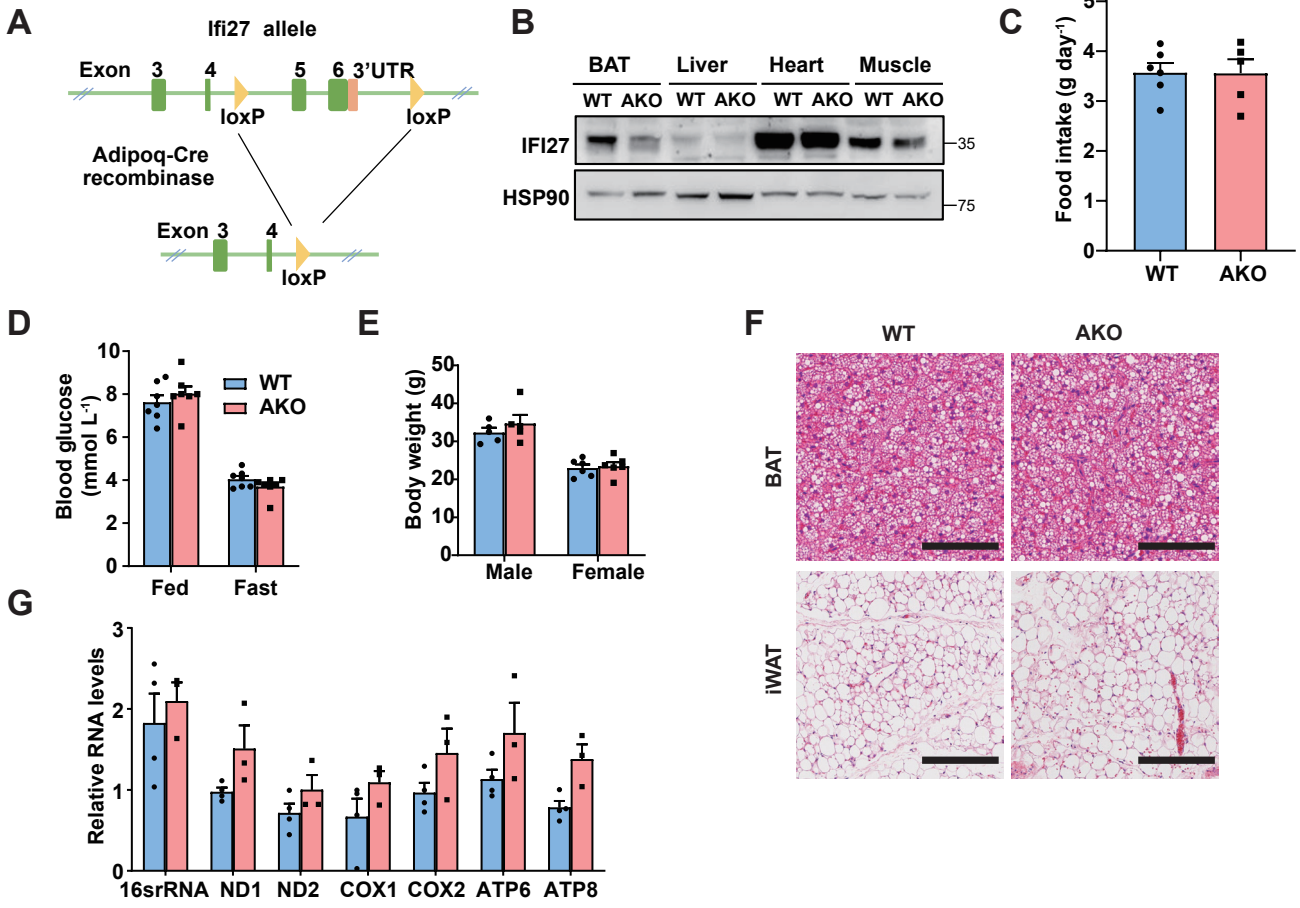 A
Ifi27 allele
Exon 3 4 5 6 3'UTR
loxP loxP
Adipoq-Cre
recombinase
Exon 3 4
loxP
B
BAT Liver Heart Muscle
WT AKO WT AKO WT AKO WT AKO
IFI27
35
HSP90
75
C
Food intake (g day-1)
5
4
3
2
1
0
WT AKO
D
Blood glucose
(mmol L-1)
10
8
6
4
2
0
WT
AKO
Fed Fast
E
Body weight (g)
50
40
30
20
10
0
Male Female
F
WT AKO
BAT
iWAT
G
Relative RNA levels
3
2
1
0
16srRNA ND1 ND2 COX1 COX2 ATP6 ATP8